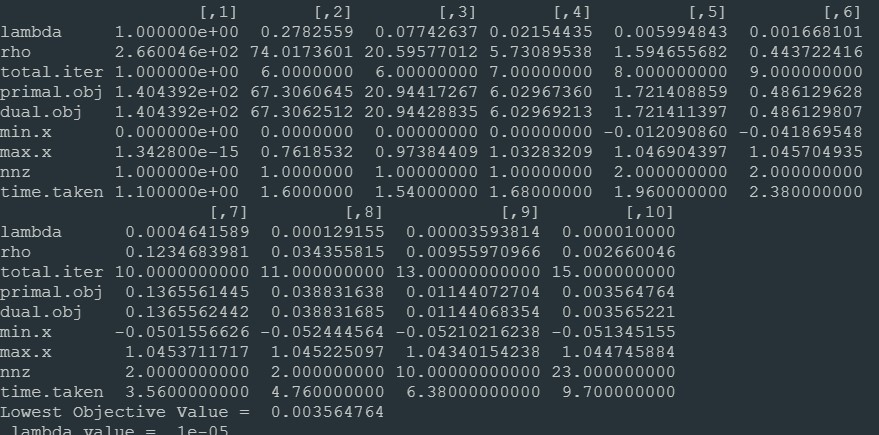 [,1] [,2] [,3] [,4] [,5] [,6]
lambda 1.000000e+00 0.2782559 0.07742637 0.02154435 0.005994843 0.001668101
rho 2.660046e+02 74.0173601 20.59577012 5.73089538 1.594655682 0.443722416
total.iter 1.000000e+00 6.0000000 6.00000000 7.00000000 8.000000000 9.000000000
primal.obj 1.404392e+02 67.3060645 20.94417267 6.02967360 1.721408859 0.486129628
dual.obj 1.404392e+02 67.3062512 20.94428835 6.02969213 1.721411397 0.486129807
min.x 0.000000e+00 0.0000000 0.00000000 0.00000000 -0.012090860 -0.041869548
max.x 1.342800e-15 0.7618532 0.97384409 1.03283209 1.046904397 1.045704935
nnz 1.000000e+00 1.0000000 1.00000000 1.00000000 2.000000000 2.000000000
time.taken 1.100000e+00 1.6000000 1.54000000 1.68000000 1.960000000 2.380000000
[,7] [,8] [,9] [,10]
lambda 0.0004641589 0.000129155 0.00003593814 0.000010000
rho 0.1234683981 0.034355815 0.00955970966 0.002660046
total.iter 10.0000000000 11.000000000 13.00000000000 15.000000000
primal.obj 0.1365561445 0.038831638 0.01144072704 0.003564764
dual.obj 0.1365562442 0.038831685 0.01144068354 0.003565221
min.x -0.0501556626 -0.052444564 -0.05210216238 -0.051345155
max.x 1.0453711717 1.045225097 1.04340154238 1.044745884
nnz 2.0000000000 2.000000000 10.00000000000 23.000000000
time.taken 3.5600000000 4.760000000 6.38000000000 9.700000000
Lowest Objective Value = 0.003564764
lambda value = 1e-05